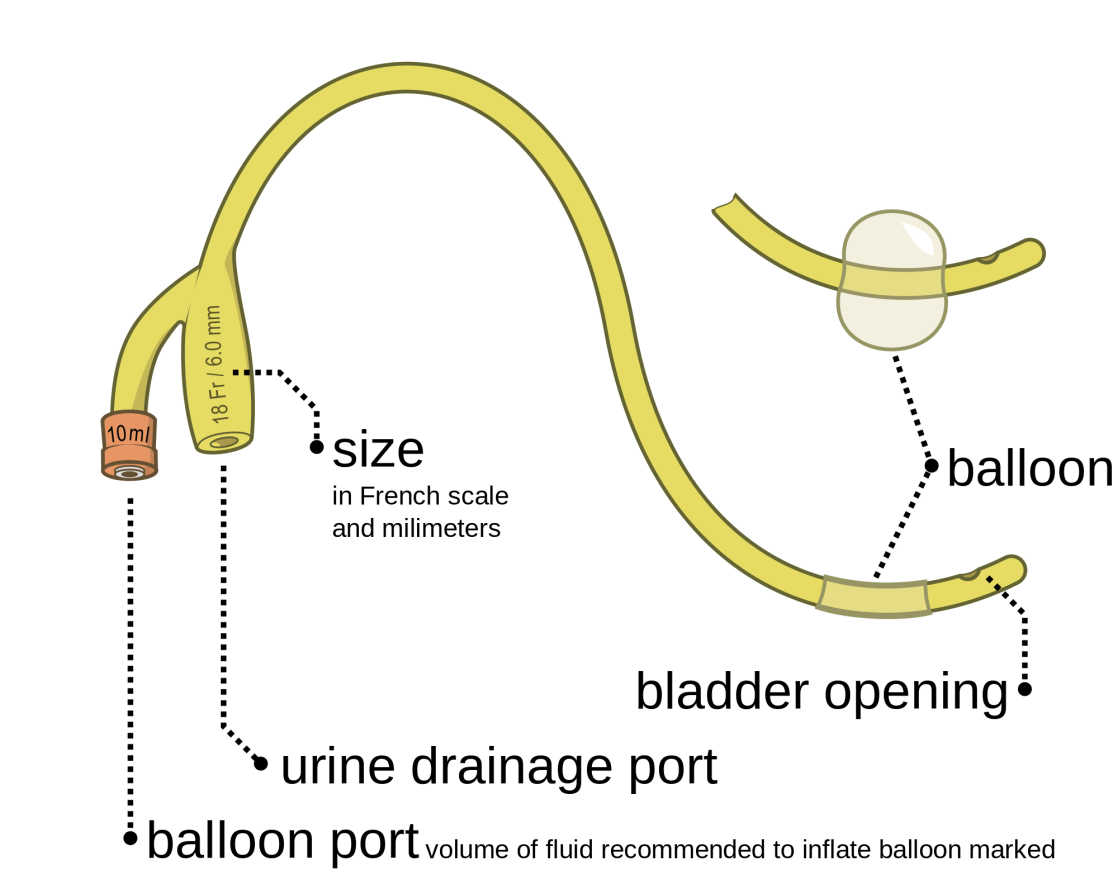 18 Fr / 6.0 mm
10ml
size
in French scale
and milimeters
balloon
bladder opening
urine drainage port
balloon port volume of fluid recommended to inflate balloon marked